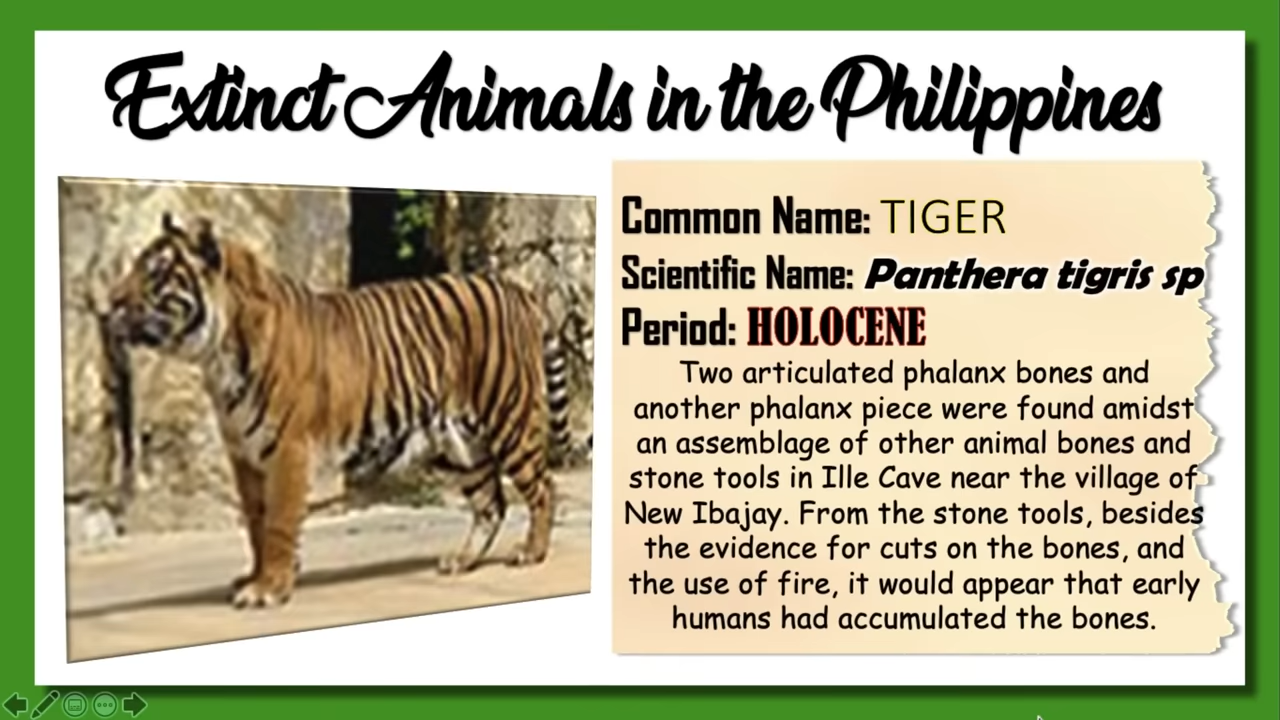 Extinct Animals in the Philippines
Common Name: TIGER
Scientific Name: Panthera tigris sp
Period: HOLOCENE
Two articulated phalanx bones and
another phalanx piece were found amidst
an assemblage of other animal bones and
stone tools in Ille Cave near the village of
New Ibajay. From the stone tools, besides
the evidence for cuts on the bones, and
the use of fire, it would appear that early
humans had accumulated the bones.